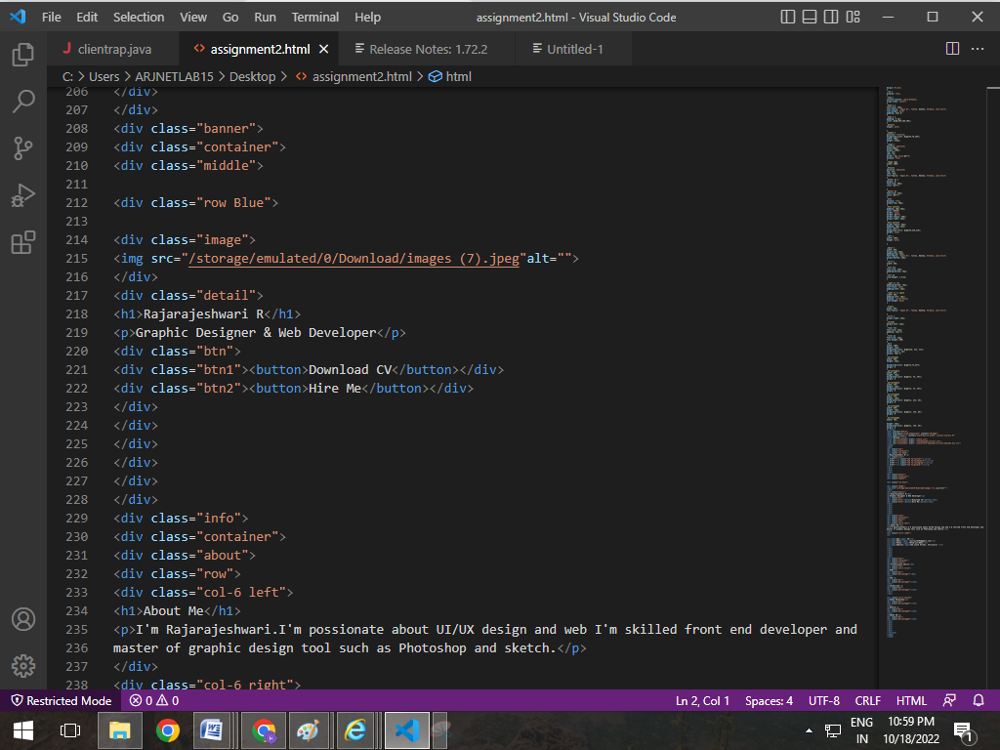 File Edit Selection View Go Run Terminal Help assignment2.html - Visual Studio Code
J clientrap.java <> assignment2.html Release Notes: 1.72.2 Untitled-1
C: > Users > ARJNETLAB15 > Desktop > <> assignment2.html > html
206 </div>
207 </div>
208 <div class="banner">
209 <div class="container">
210 <div class="middle">
211
212 <div class="row Blue">
213
214 <div class="image">
215 <img src="/storage/emulated/0/Download/images (7).jpeg"alt="">
216 </div>
217 <div class="detail">
218 <h1>Rajarajeshwari R</h1>
219 <p>Graphic Designer & Web Developer</p>
220 <div class="btn">
221 <div class="btn1"><button>Download CV</button></div>
222 <div class="btn2"><button>Hire Me</button></div>
223 </div>
224 </div>
225 </div>
226 </div>
227 </div>
228 </div>
229 <div class="info">
230 <div class="container">
231 <div class="about">
232 <div class="row">
233 <div class="col-6 left">
234 <h1>About Me</h1>
235 <p>I'm Rajarajeshwari.I'm possionate about UI/UX design and web I'm skilled front end developer and
236 master of graphic design tool such as Photoshop and sketch.</p>
237 </div>
238 <div class="col-6 right">
Restricted Mode 0 0 Ln 2, Col 1 Spaces: 4 UTF-8 CRLF HTML
ENG 10:59 PM
IN 10/18/2022 1